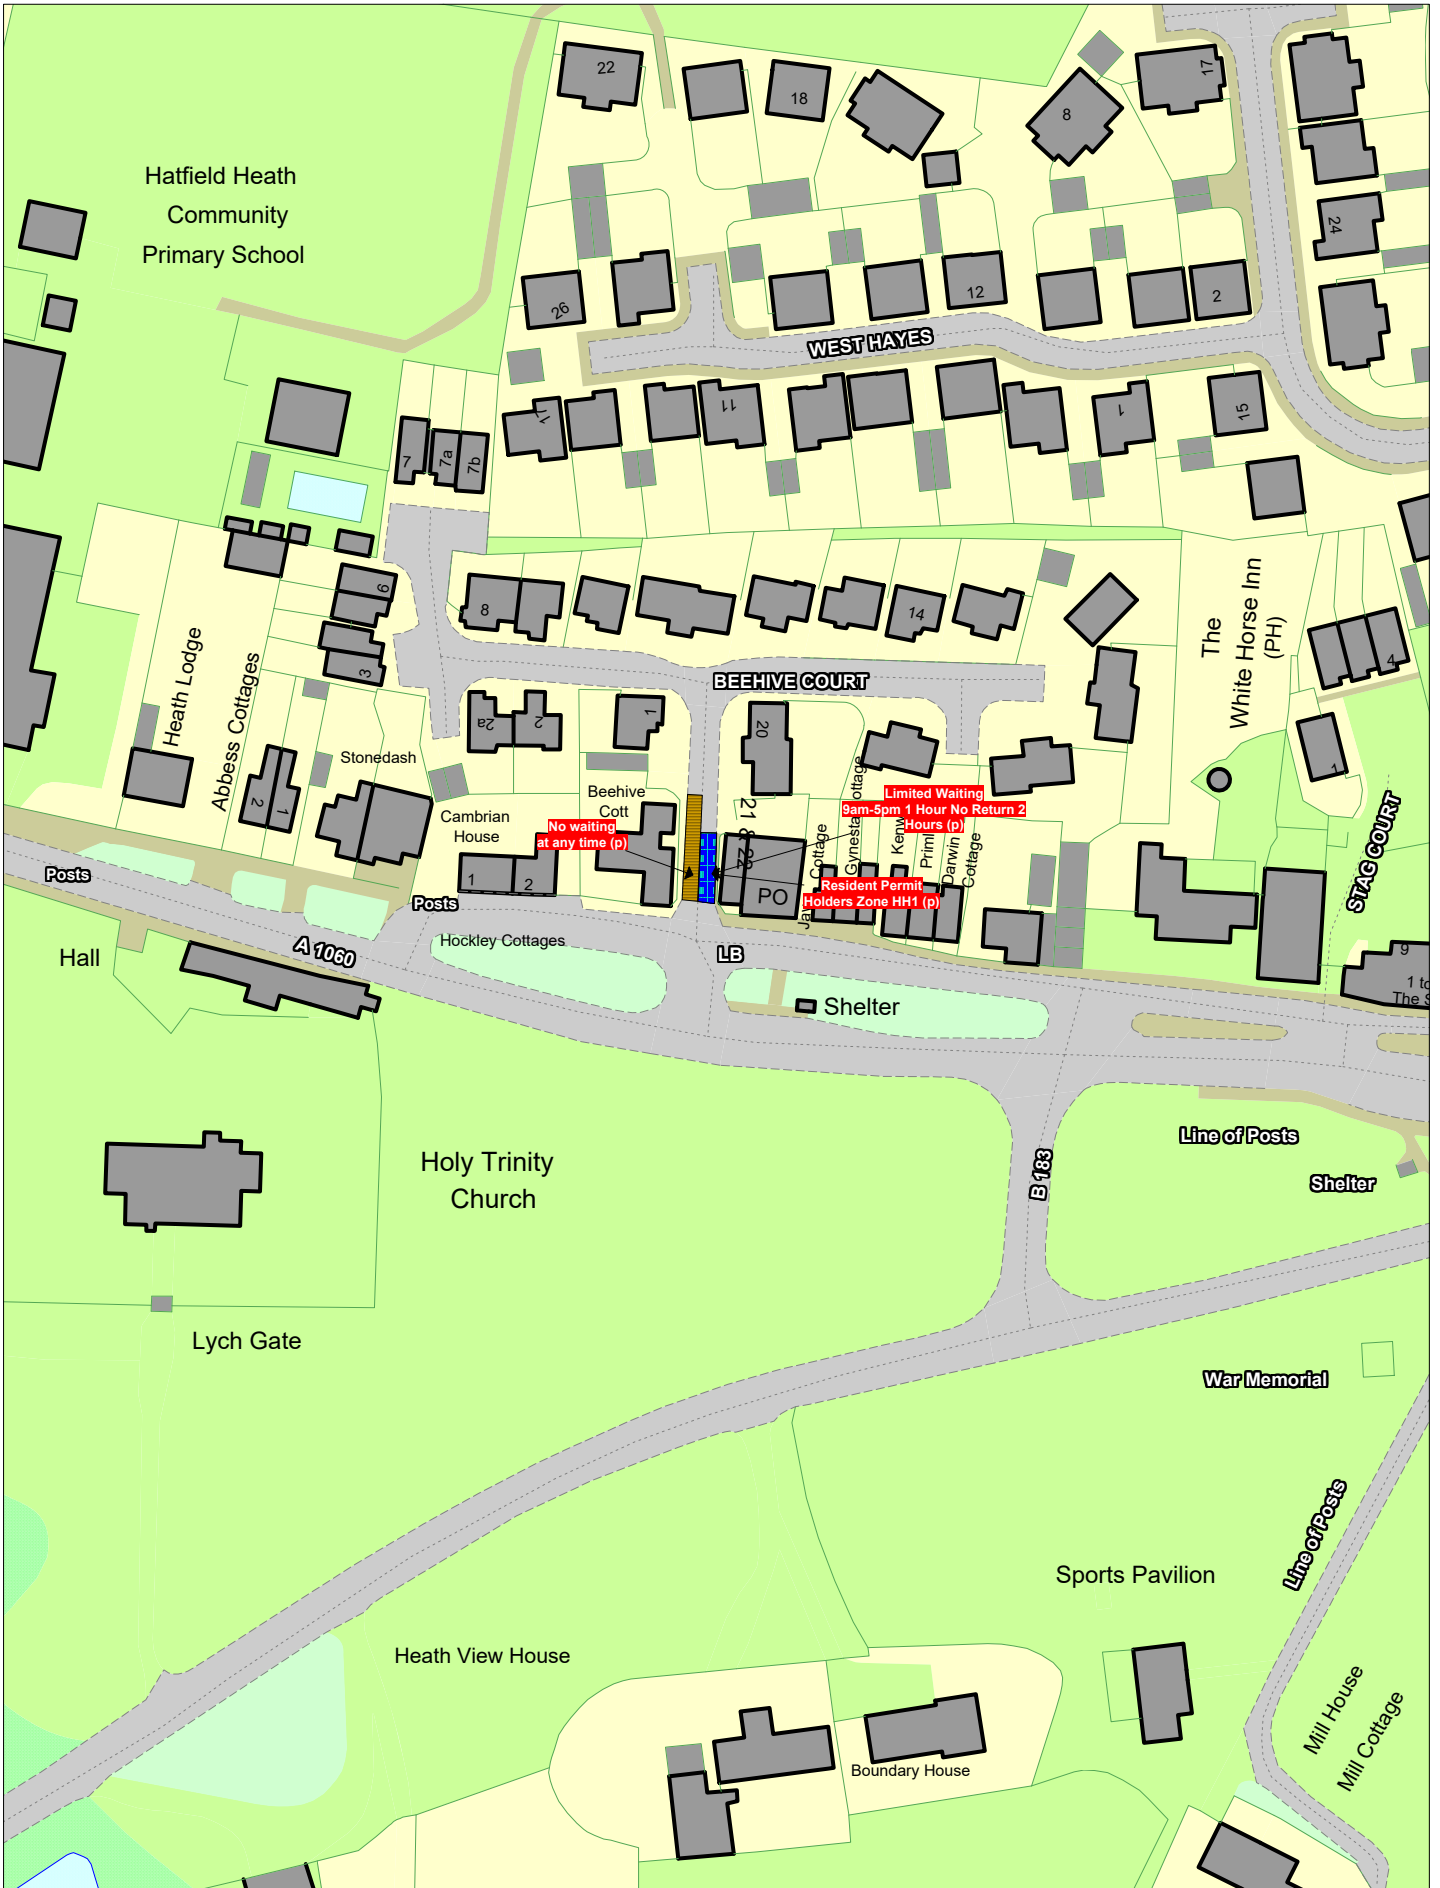 22
18
8
17
24
Hatfield Heath
Community
Primary School
26
12
2
WEST HAYES
17
11
1
15
7
7a
7b
6
3
8
14
The
White Horse Inn
(PH)
4
1
Heath Lodge
Abbess Cottages
2
1
Stonedash
BEEHIVE COURT
2a
2
1
20
Cambrian
House
Beehive
Cott
No waiting
at any time (p)
Limited Waiting
9am-5pm 1 Hour No Return 2
Hours (p)
Resident Permit
Holders Zone HH1 (p)
21 & 22
PO
Cottage
Darwin
Cottage
STAG COURT
1
2
Posts
Posts
Hockley Cottages
A 1060
LB
Shelter
9
Hall
Holy Trinity
Church
Line of Posts
B 183
Shelter
Lych Gate
War Memorial
Line of Posts
Sports Pavilion
Heath View House
Mill House
Mill Cottage
Boundary House